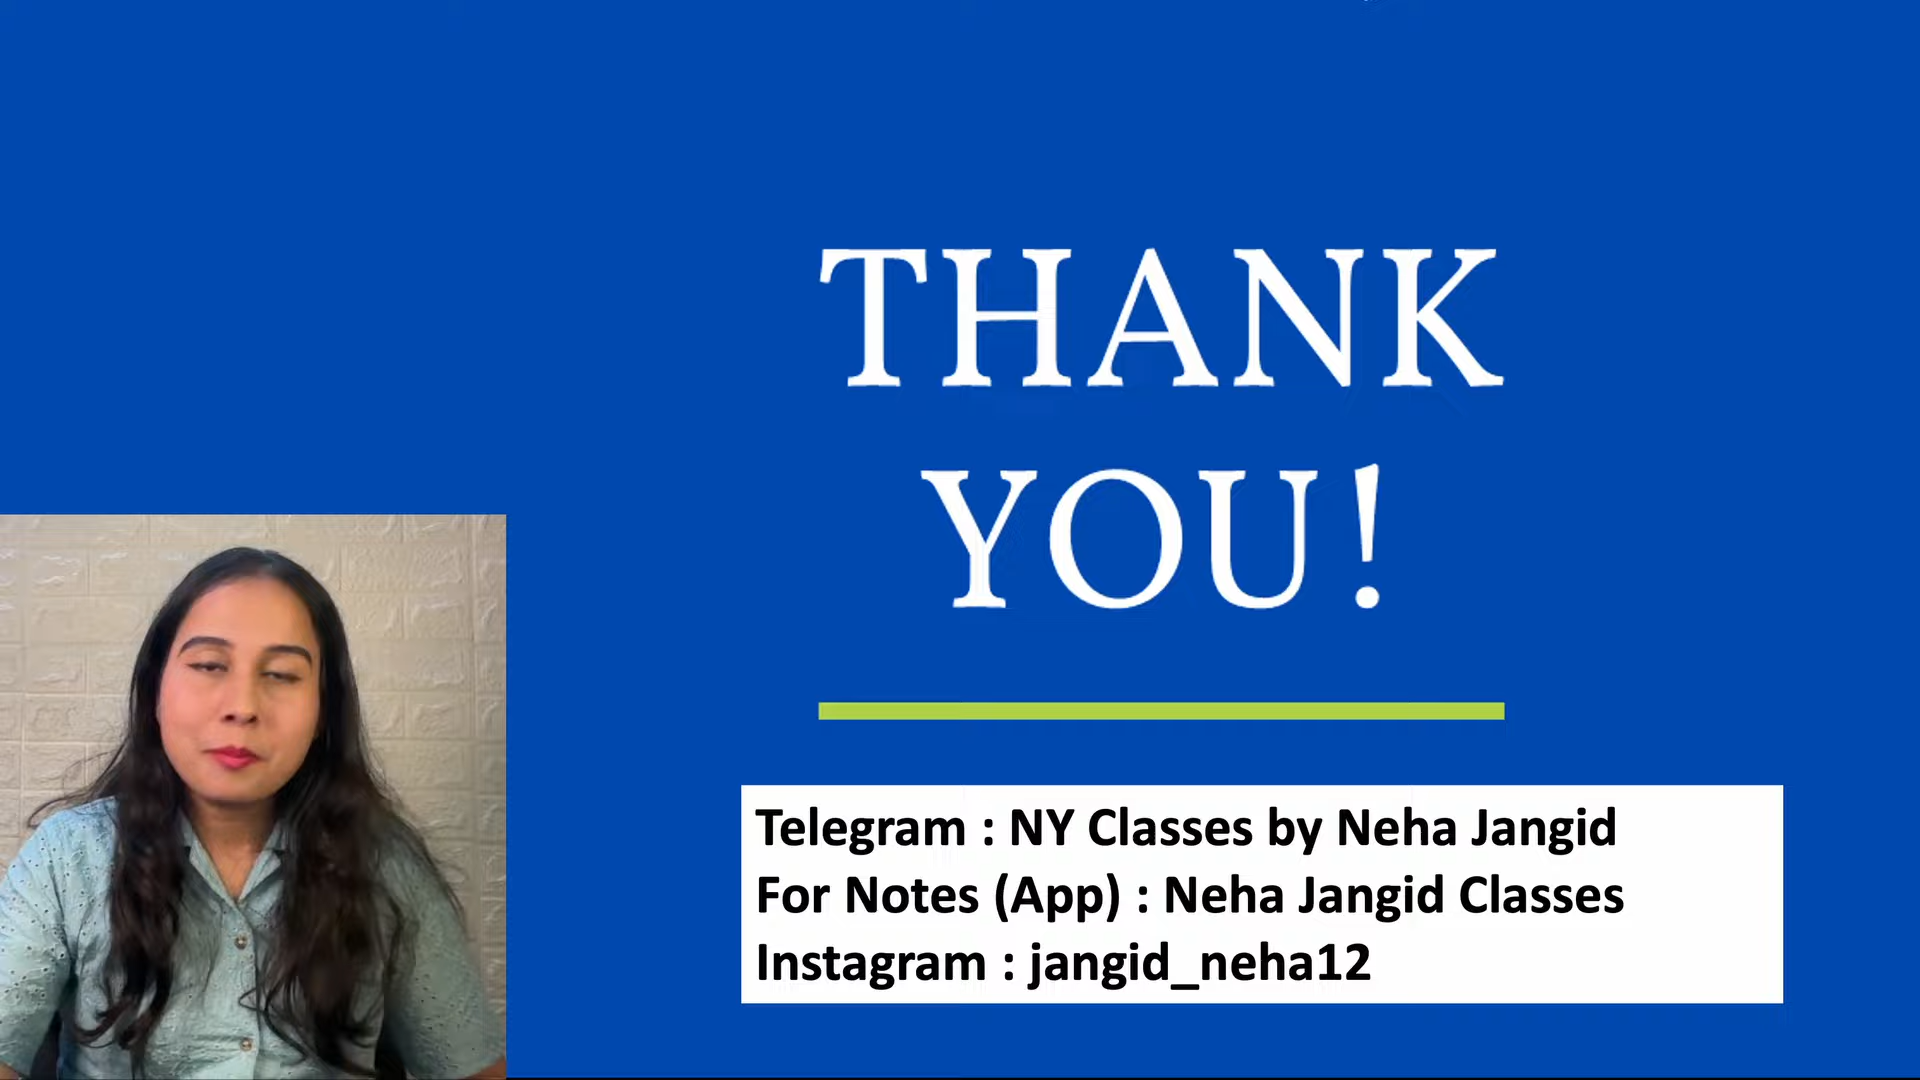 THANK
YOU!
Telegram : NY Classes by Neha Jangid
For Notes (App) : Neha Jangid Classes
Instagram : jangid_neha12